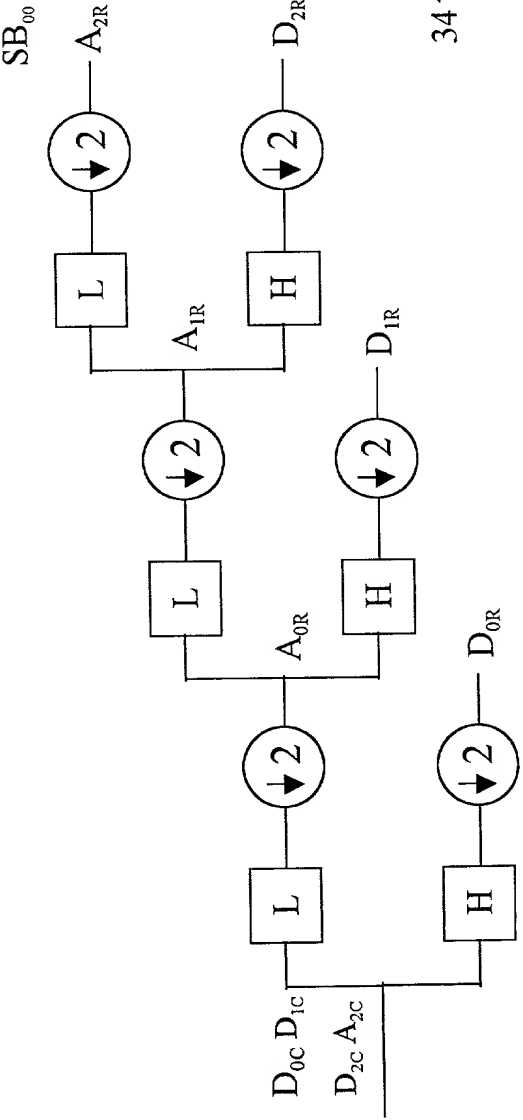 SB₀₀
L ↓2 A₂R
A₁R
H ↓2 D₂R
L ↓2
A₀R
H ↓2 D₁R
D₀C D₁C
L ↓2
D₂C A₂C
H ↓2 D₀R
34